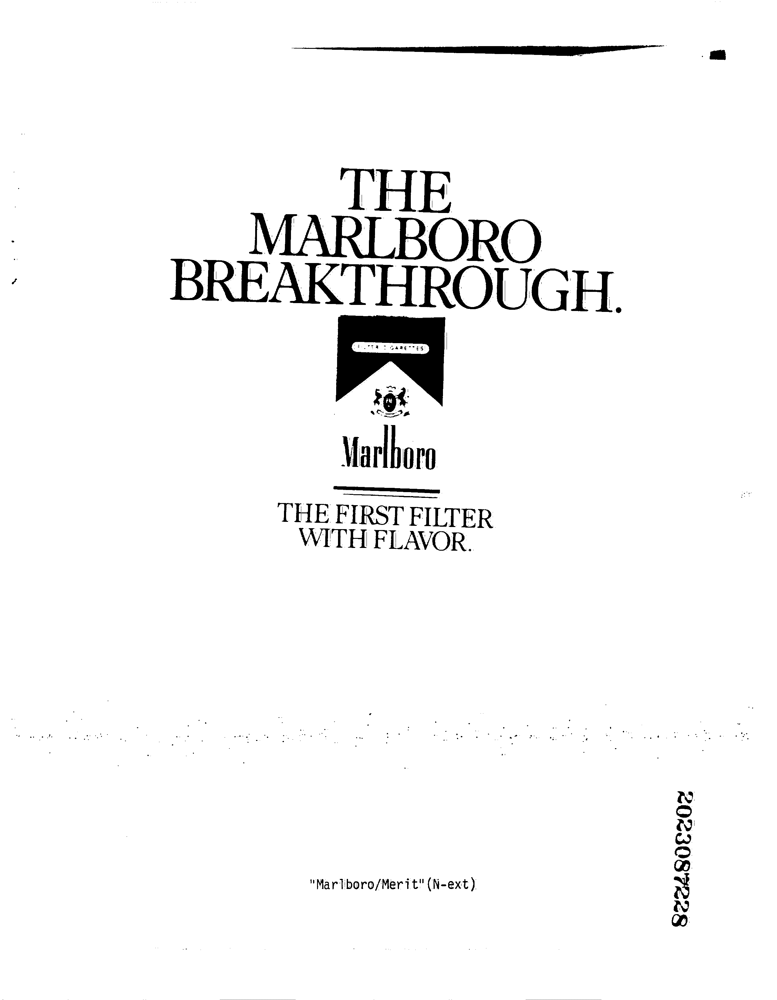 THE
MARLBORO
BREAKTHROUGH.
FILTER CIGARETTES
Marlboro
THE FIRST FILTER
WITH FLAVOR.
"Marlboro/Merit"(N-ext)
2023087228